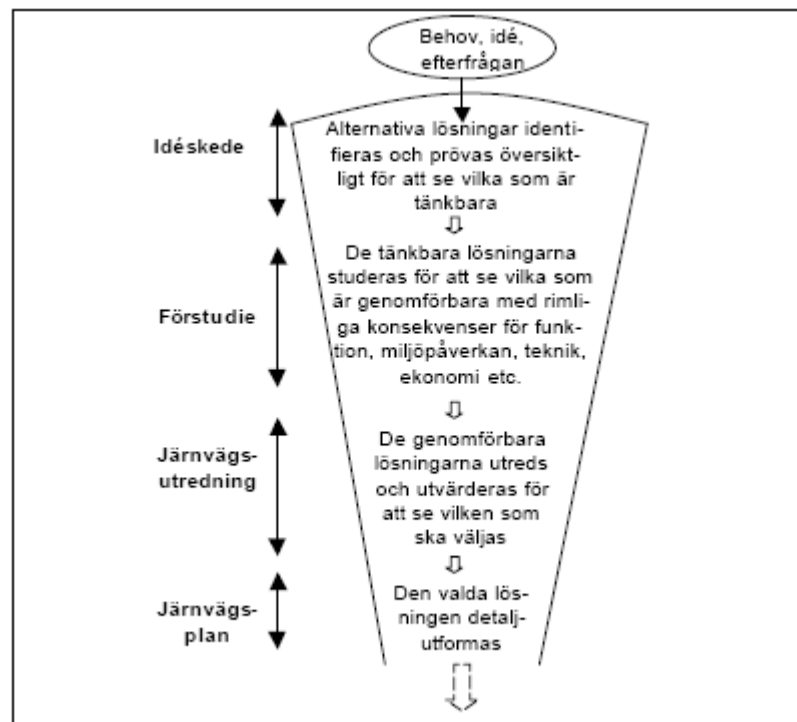 Behov, idé,
efterfrågan
Idéskede
Alternativa lösningar identi-
fieras och prövas översikt-
ligt för att se vilka som är
tänkbara
Förstudie
De tänkbara lösningarna
studeras för att se vilka som
är genomförbara med rimli-
ga konsekvenser för funk-
tion, miljöpåverkan, teknik,
ekonomi etc.
Järnvägs-
utredning
De genomförbara
lösningarna utreds
och utvärderas för
att se vilken som
ska väljas
Järnvägs-
plan
Den valda lös-
ningen detalj-
utformas